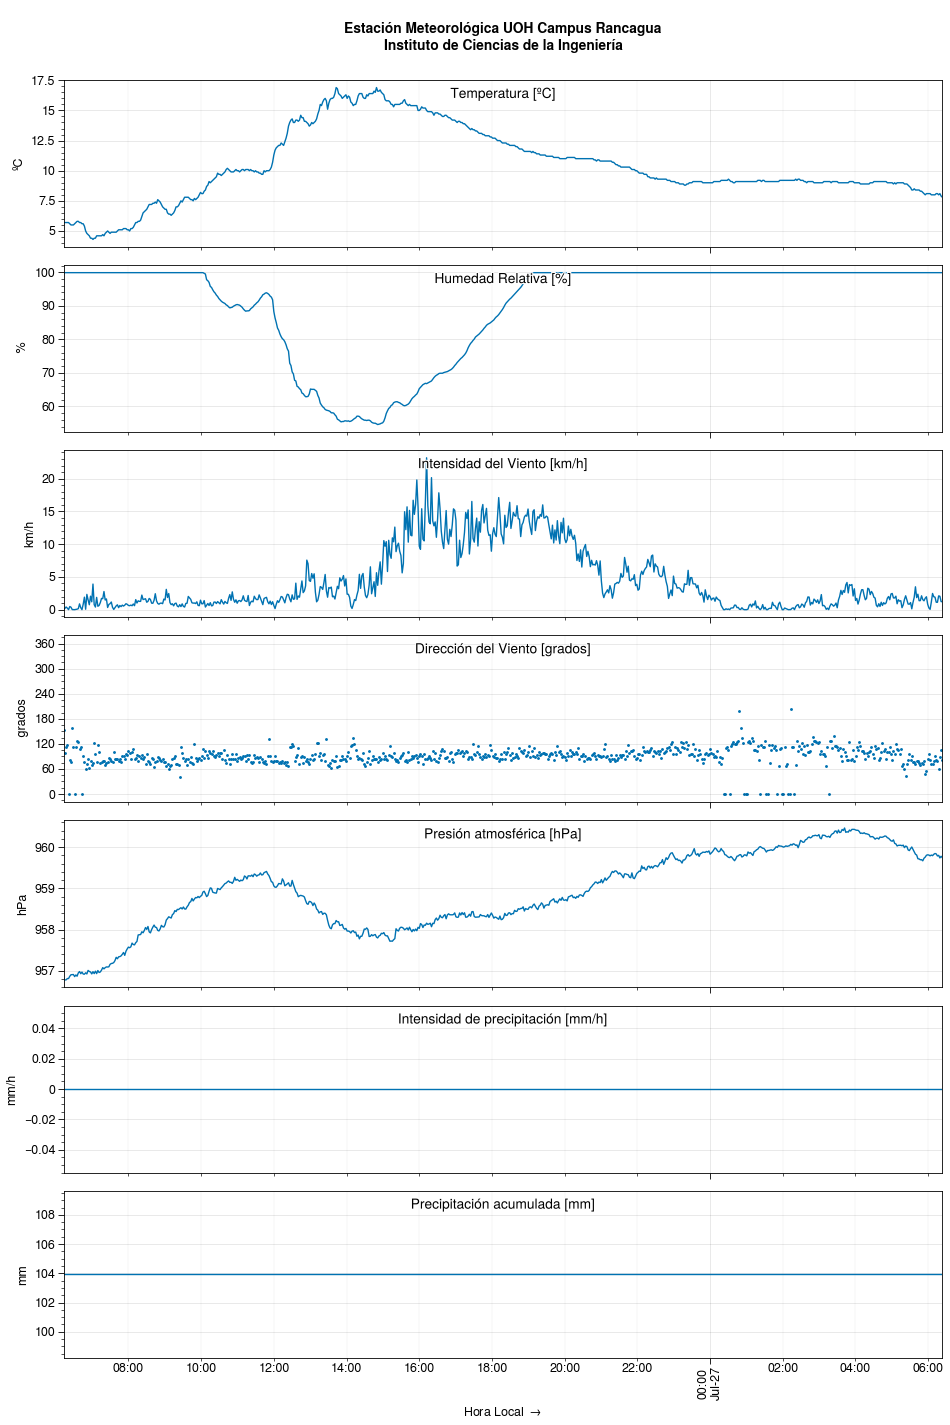 Estación Meteorológica UOH Campus Rancagua
Instituto de Ciencias de la Ingeniería
Temperatura [ºC]
17.5
15
12.5
10
7.5
5
ºC
Humedad Relativa [%]
100
90
80
70
60
%
Intensidad del Viento [km/h]
20
15
10
5
0
km/h
Dirección del Viento [grados]
360
300
240
180
120
60
0
grados
Presión atmosférica [hPa]
960
959
958
957
hPa
Intensidad de precipitación [mm/h]
0.04
0.02
0
−0.02
−0.04
mm/h
Precipitación acumulada [mm]
108
106
104
102
100
mm
08:00 10:00 12:00 14:00 16:00 18:00 20:00 22:00 00:00 02:00 04:00 06:00
Jul-27
Hora Local →